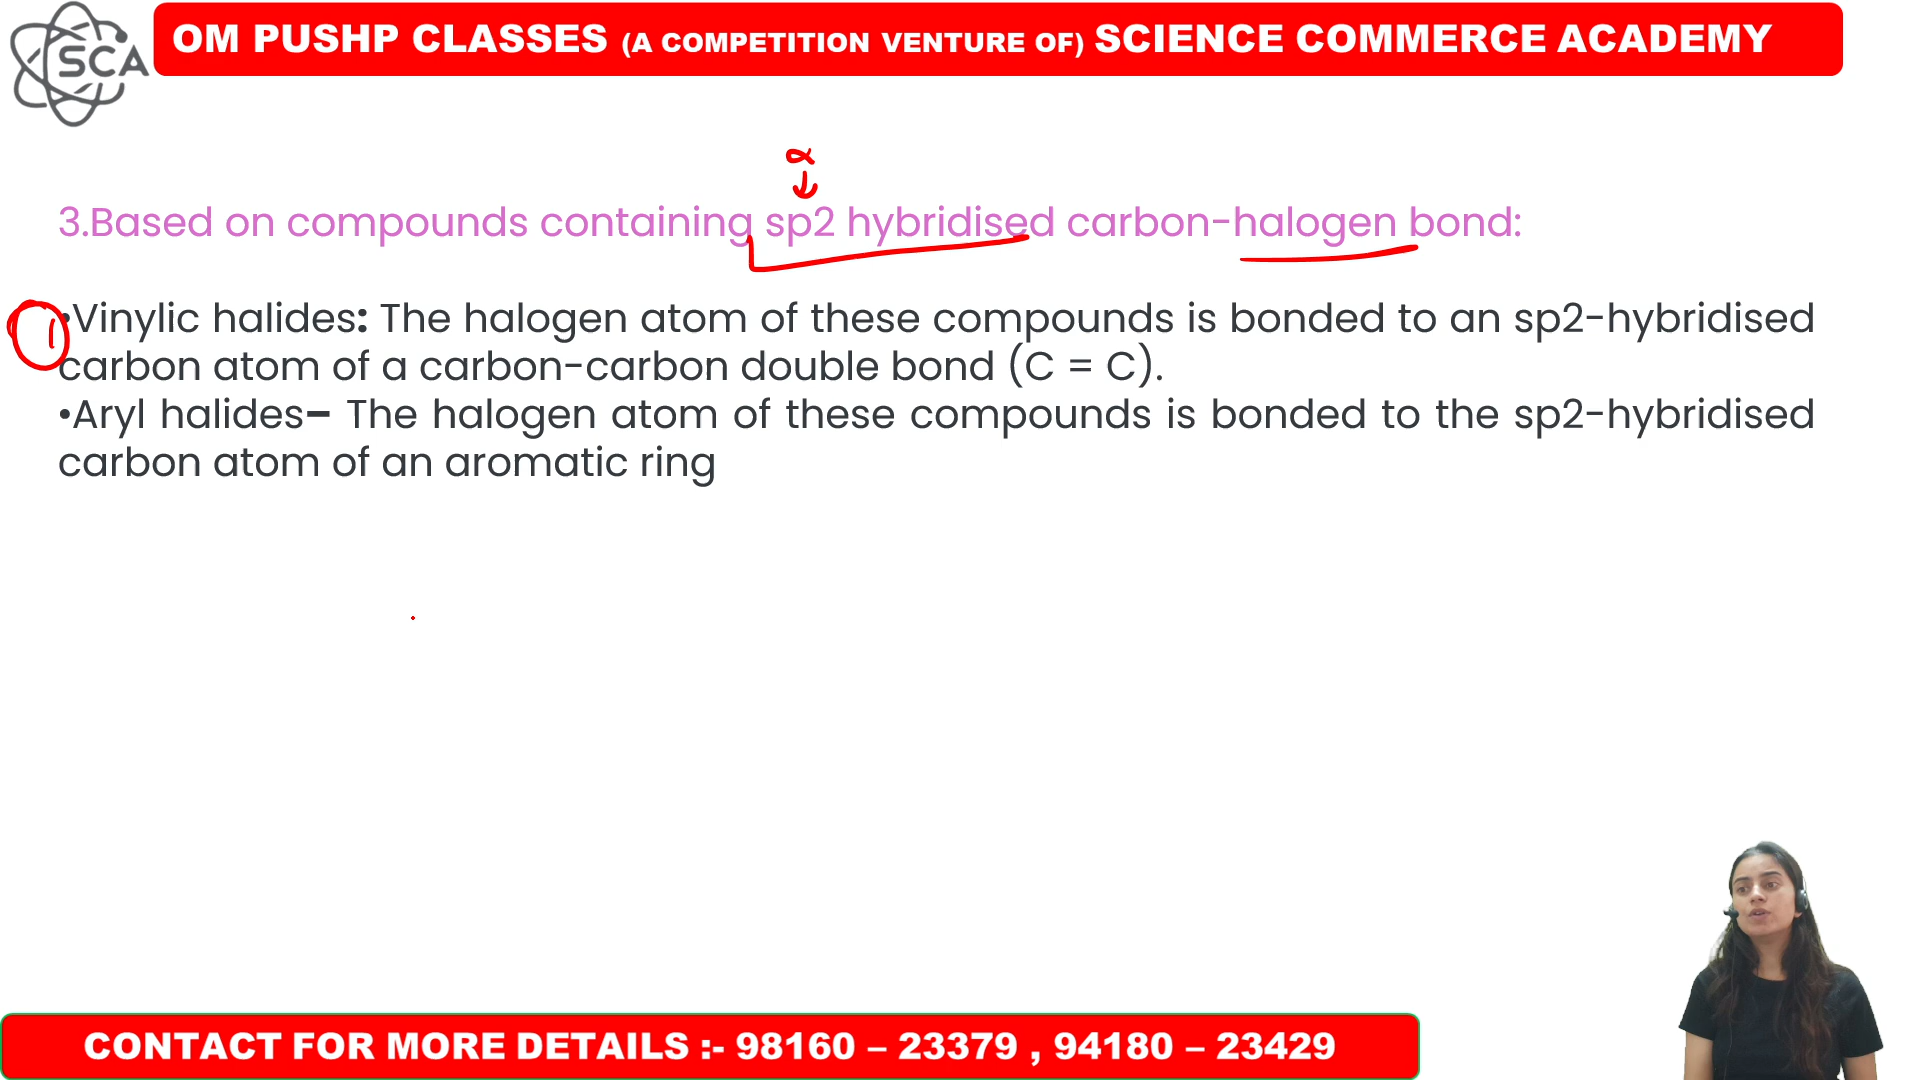 SCA
OM PUSHP CLASSES (A COMPETITION VENTURE OF) SCIENCE COMMERCE ACADEMY
3.Based on compounds containing sp2 hybridised carbon-halogen bond:
1
•Vinylic halides: The halogen atom of these compounds is bonded to an sp2-hybridised
carbon atom of a carbon-carbon double bond (C = C).
•Aryl halides– The halogen atom of these compounds is bonded to the sp2-hybridised
carbon atom of an aromatic ring
CONTACT FOR MORE DETAILS :- 98160 – 23379 , 94180 – 23429